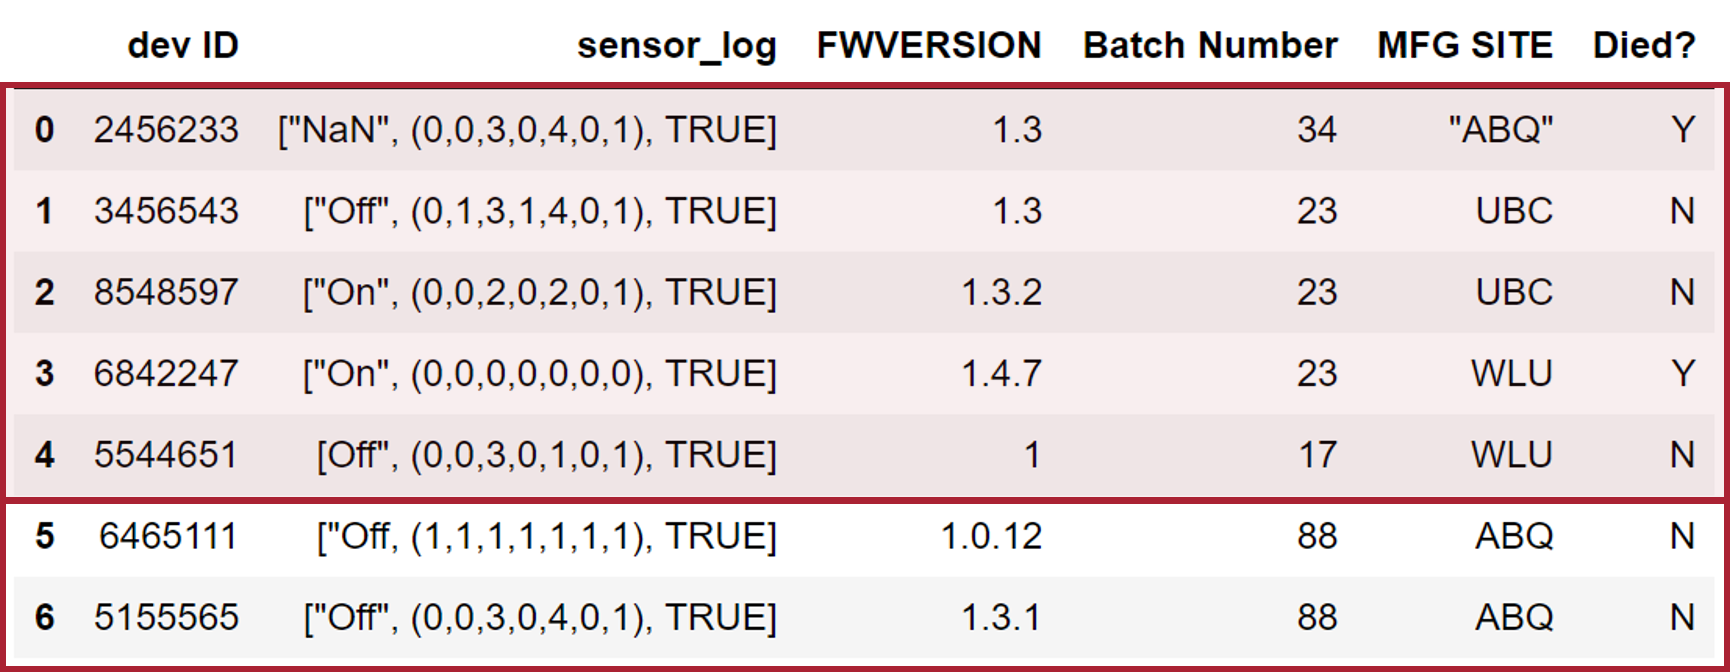 dev ID sensor_log FWVERSION Batch Number MFG SITE Died?
0 2456233 ["NaN", (0,0,3,0,4,0,1), TRUE] 1.3 34 "ABQ" Y
1 3456543 ["Off", (0,1,3,1,4,0,1), TRUE] 1.3 23 UBC N
2 8548597 ["On", (0,0,2,0,2,0,1), TRUE] 1.3.2 23 UBC N
3 6842247 ["On", (0,0,0,0,0,0,0), TRUE] 1.4.7 23 WLU Y
4 5544651 [Off", (0,0,3,0,1,0,1), TRUE] 1 17 WLU N
5 6465111 ["Off, (1,1,1,1,1,1,1), TRUE] 1.0.12 88 ABQ N
6 5155565 ["Off", (0,0,3,0,4,0,1), TRUE] 1.3.1 88 ABQ N